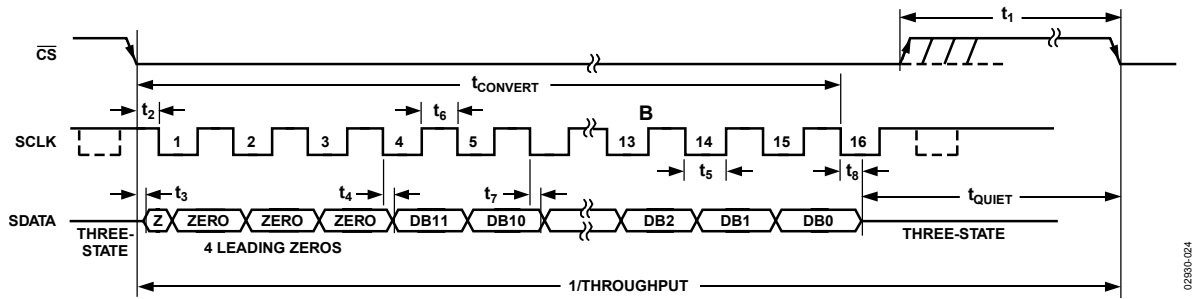 t1
CS
tCONVERT
t2
t6
B
SCLK
1
2
3
4
5
13
14
15
16
t3
t4
t7
t5
t8
tQUIET
SDATA
Z
ZERO
ZERO
ZERO
DB11
DB10
DB2
DB1
DB0
THREE-
STATE
4 LEADING ZEROS
THREE-STATE
1/THROUGHPUT
02930-024